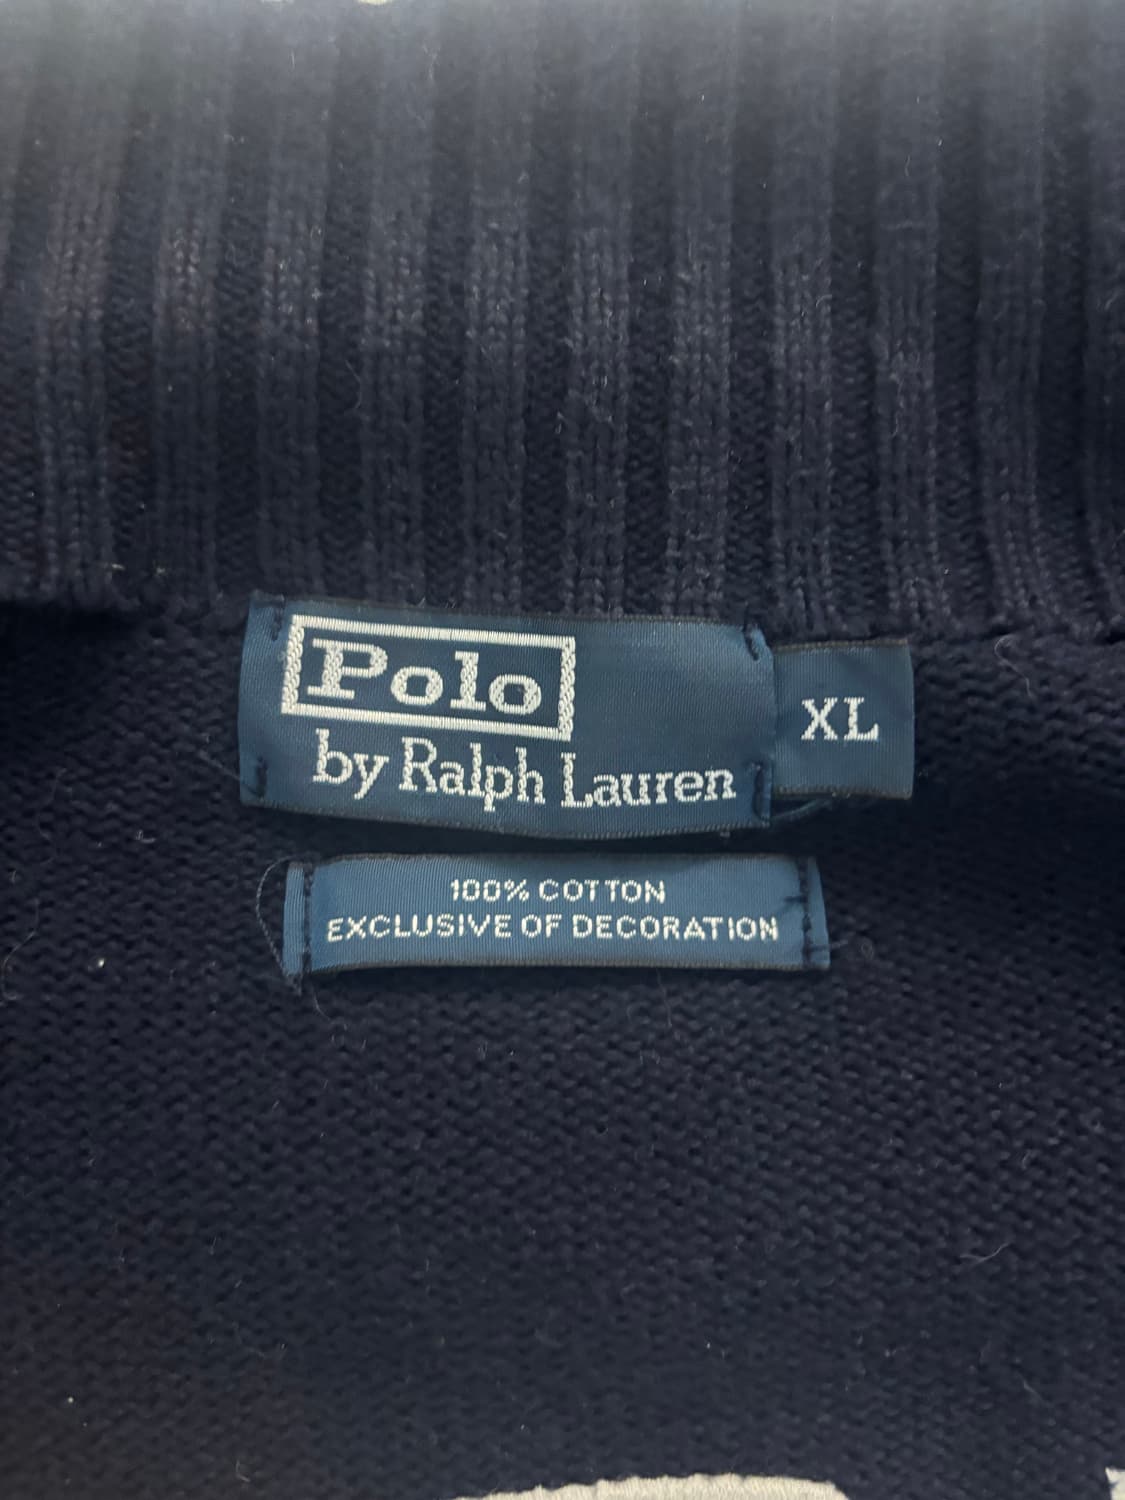 Polo
by Ralph Lauren
XL
100% COTTON
EXCLUSIVE OF DECORATION